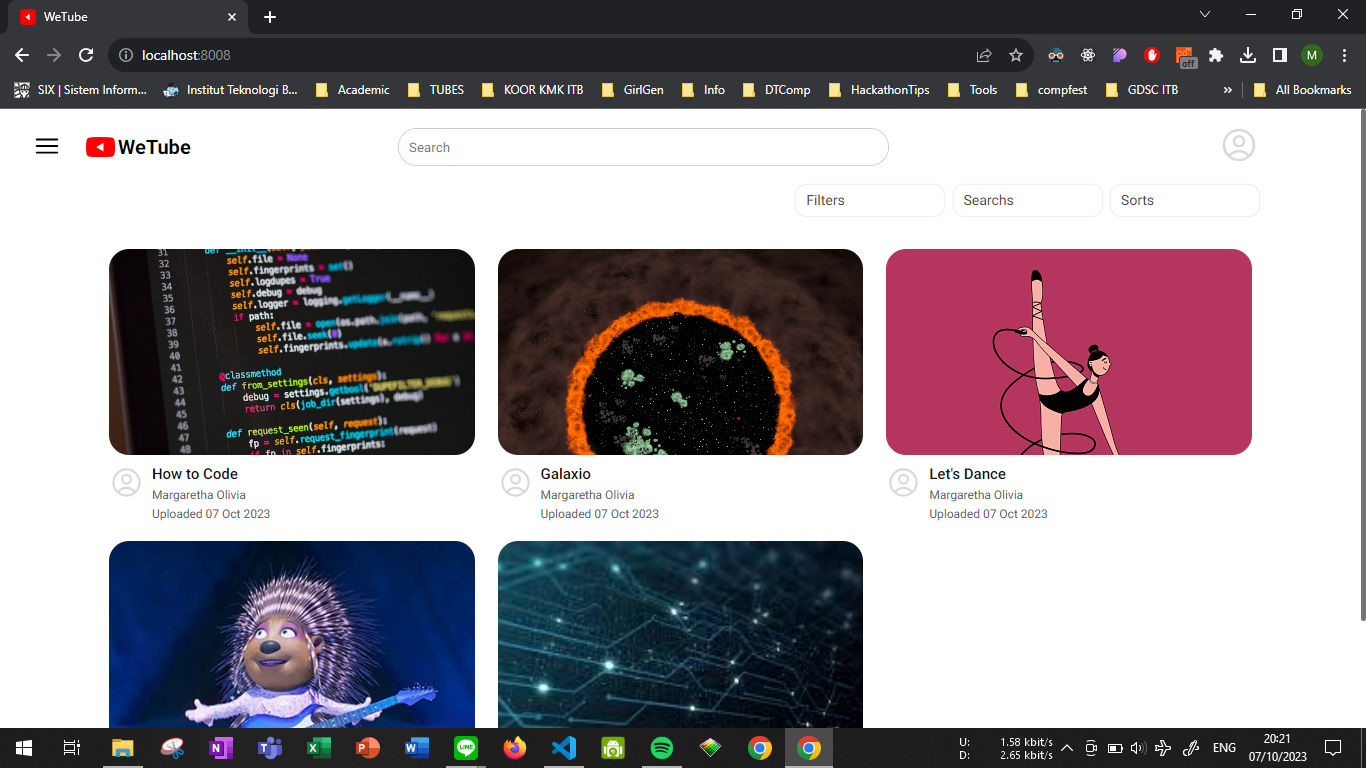 WeTube
localhost:8008
off
M
SIX | Sistem Inform...
Institut Teknologi B...
Academic
TUBES
KOOR KMK ITB
GirlGen
Info
DTComp
HackathonTips
Tools
compfest
GDSC ITB
»
All Bookmarks
WeTube
Search
Filters
Searchs
Sorts
31
32 self.file = None
33 self.fingerprints = set()
34 self.logdupes = True
35 self.debug = debug
36 self.logger = logging.getLogger(__name__)
37 if path:
38 self.file = open(os.path.join(path,
39 self.file.seek(0)
40 self.fingerprints.update(
41 @classmethod
42 def from_settings(cls, settings):
43 debug = settings.getbool(
44 return cls(job_dir(settings), debug)
45
46 def request_seen(self, request):
47 fp = self.request_fingerprint(request)
48 if fp in self.fingerprints:
How to Code
Margaretha Olivia
Uploaded 07 Oct 2023
Galaxio
Margaretha Olivia
Uploaded 07 Oct 2023
Let's Dance
Margaretha Olivia
Uploaded 07 Oct 2023
U: 1.58 kbit/s
D: 2.65 kbit/s
ENG
20:21
07/10/2023